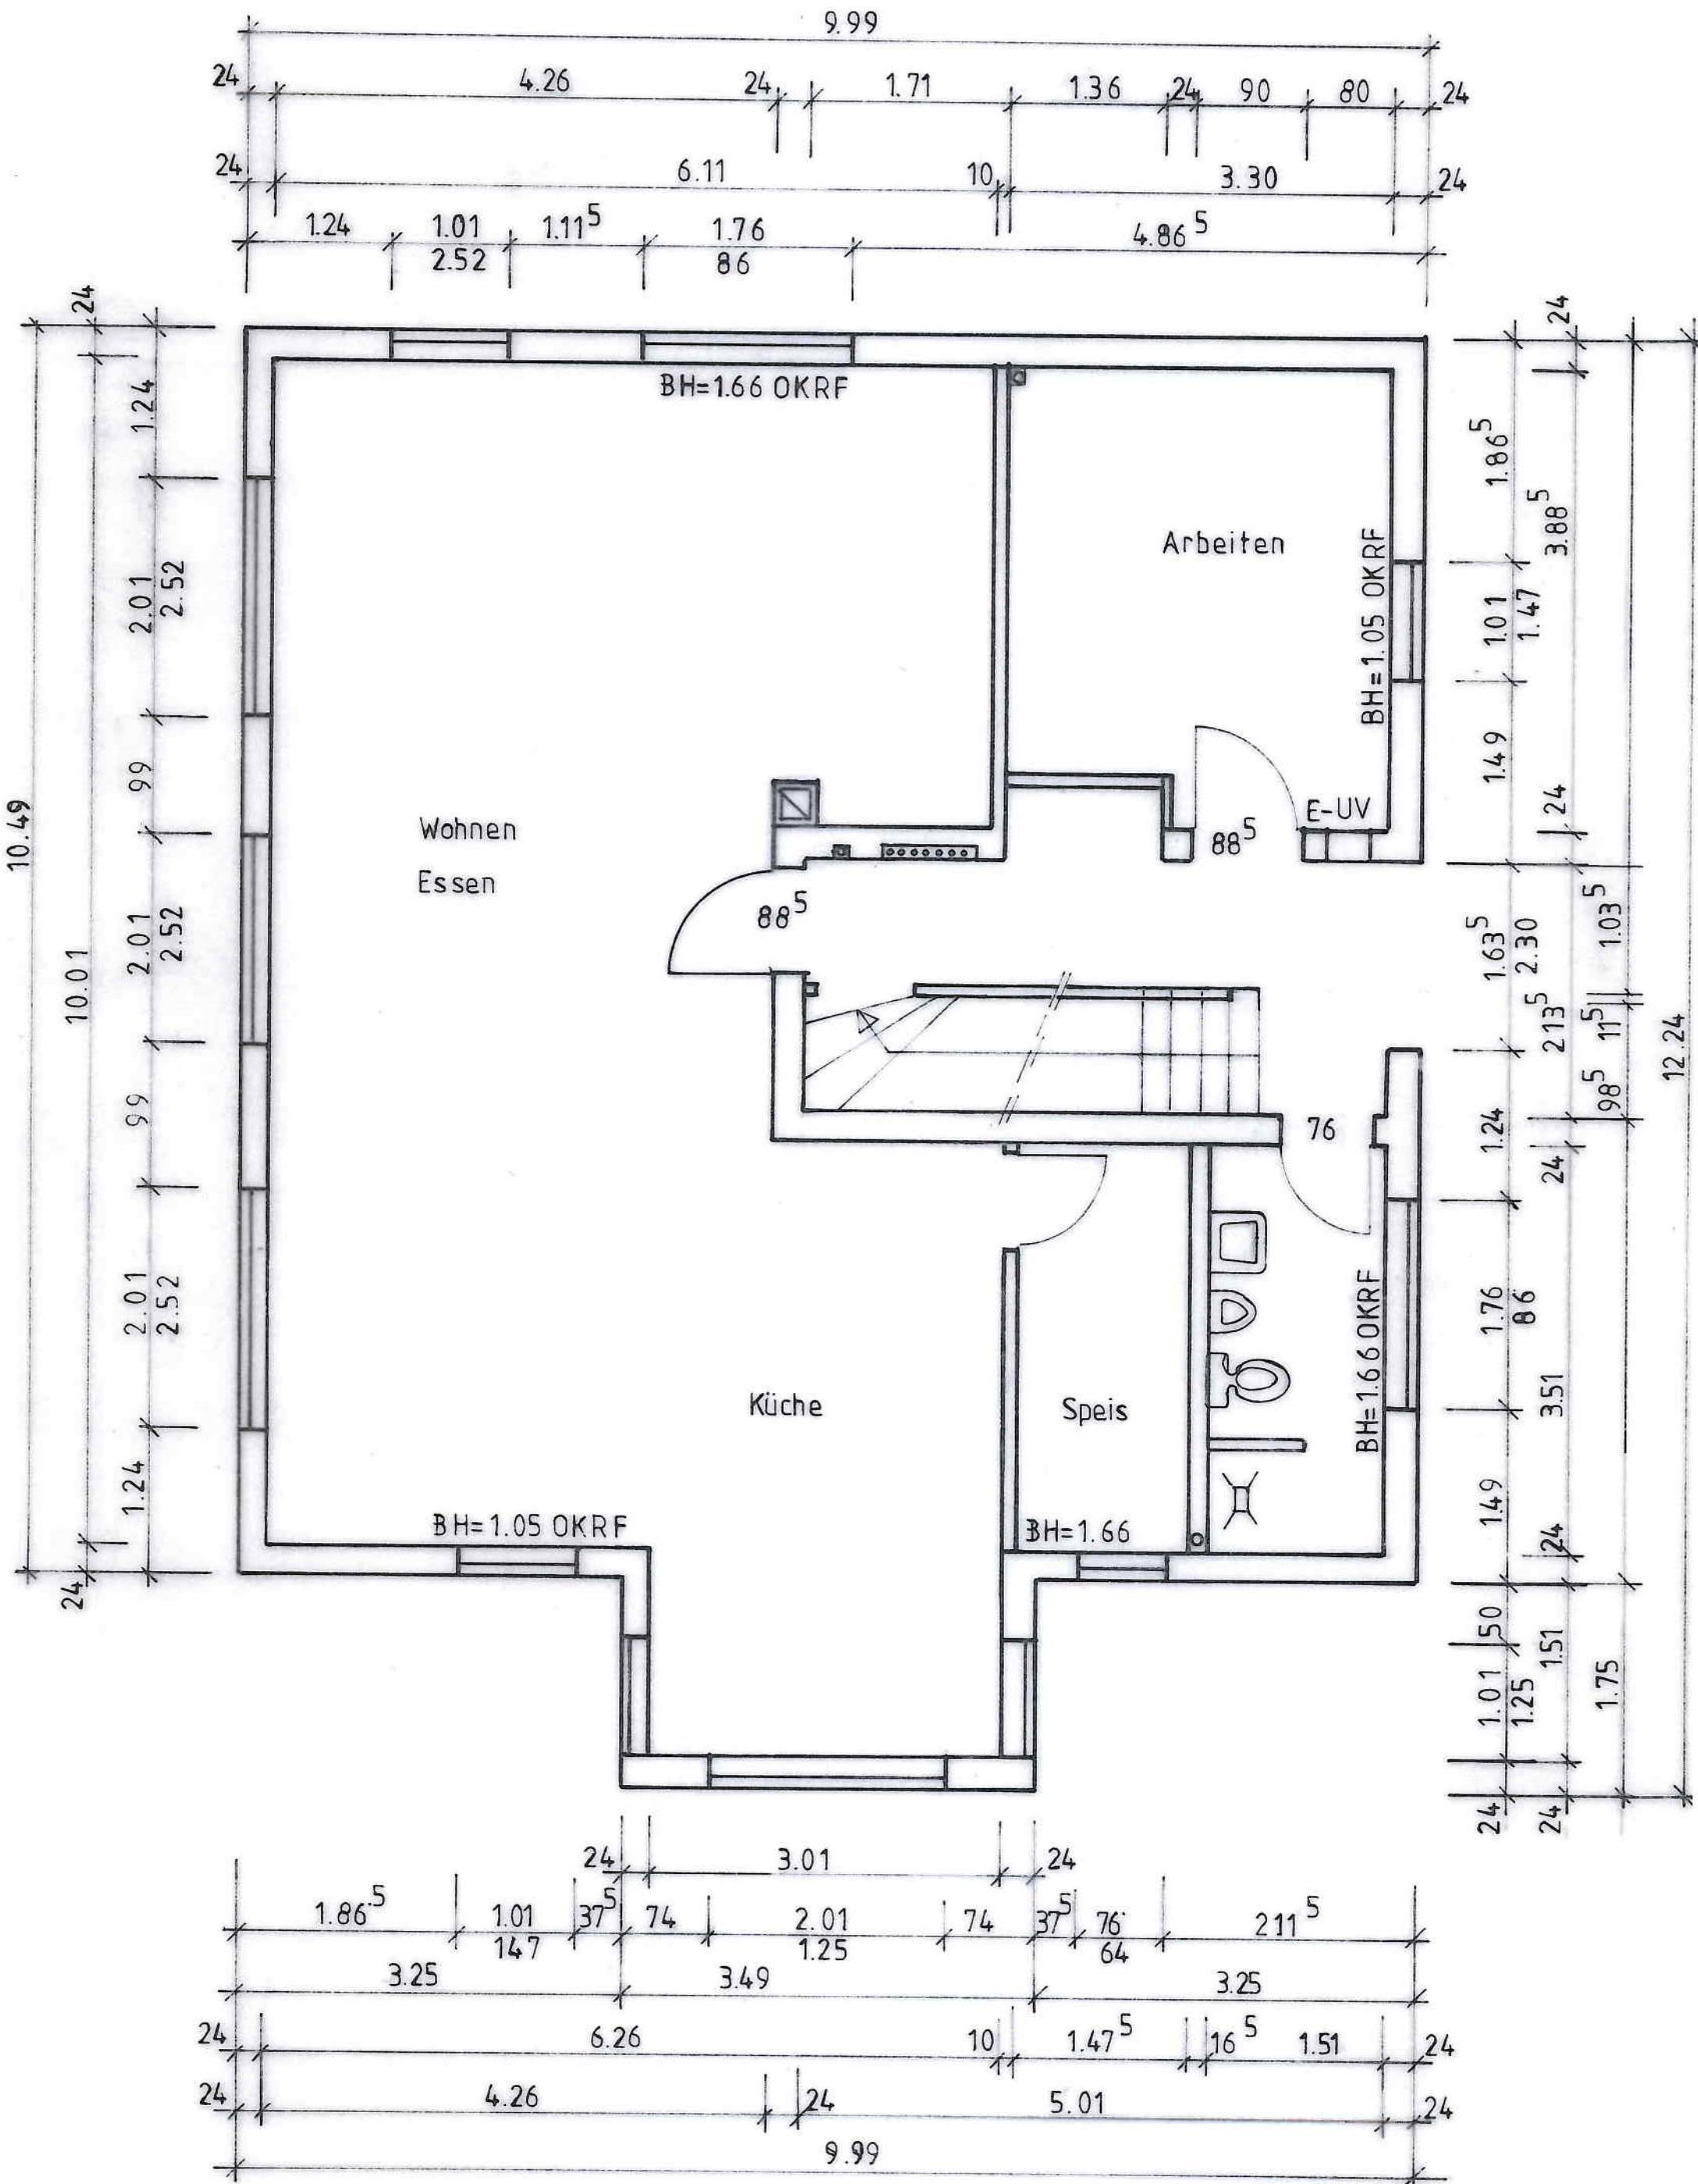 9.99
24 4.26 24 1.71 1.36 24 90 80 24
24 6.11 10 3.30 24
1.24 1.01 1.11⁵ 1.76 4.86⁵
2.52 86
24
24
BH=1.66 OKRF
1.24
1.86⁵
3.88⁵
Arbeiten
BH=1.05 OKRF
2.01
2.52
1.01
1.47
99
1.49
24
E-UV
10.49
Wohnen
88⁵
Essen
88⁵
2.01
2.52
10.01
1.63⁵
2.30
1.03⁵
213⁵
11⁵
98⁵
12.24
99
76
1.24
24
2.01
2.52
1.76
86
BH=1.66 OKRF
3.51
Küche
Speis
1.24
1.49
BH=1.05 OKRF
BH=1.66
24
24
50
1.51
1.01
1.25
1.75
24
24
24 3.01 24
1.86⁵ 1.01 37⁵ 74 2.01 74 37⁵ 76 211⁵
147 1.25 64
3.25 3.49 3.25
24 6.26 10 1.47⁵ 16⁵ 1.51 24
24 4.26 24 5.01 24
9.99